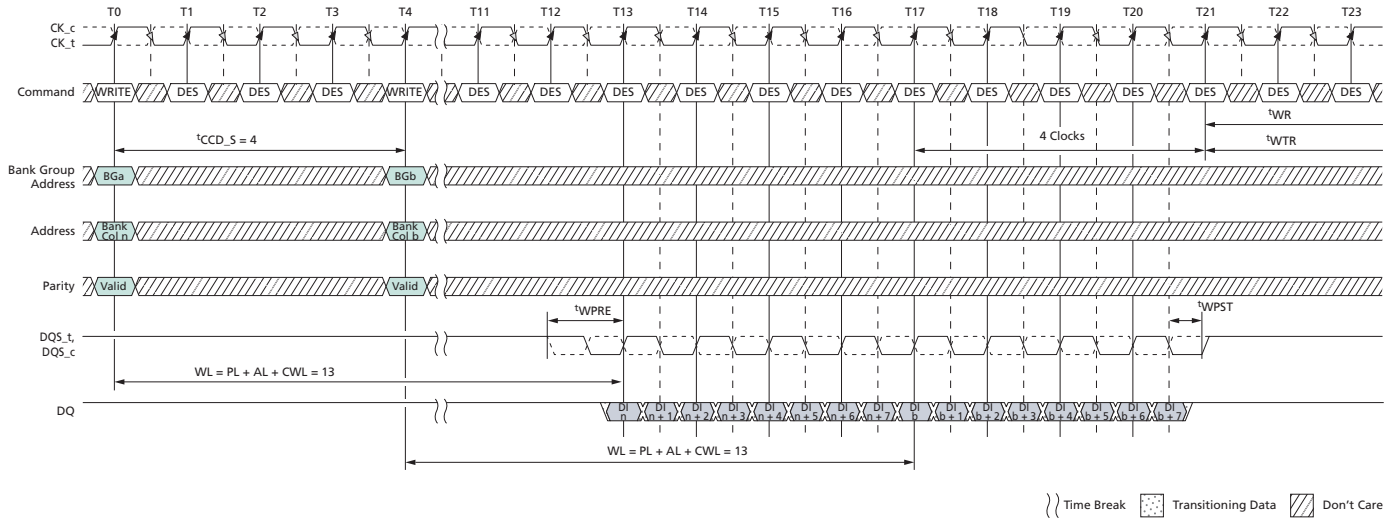 T0 T1 T2 T3 T4 T11 T12 T13 T14 T15 T16 T17 T18 T19 T20 T21 T22 T23
CK_c
CK_t
Command WRITE DES DES DES WRITE DES DES DES DES DES DES DES DES DES DES DES DES DES
tWR
tCCD_S = 4 4 Clocks tWTR
Bank Group
Address BGa BGb
Address Bank
Col n Bank
Col b
Parity Valid Valid
tWPRE tWPST
DQS_t,
DQS_c
WL = PL + AL + CWL = 13
DQ DI
n DI
n + 1 DI
n + 2 DI
n + 3 DI
n + 4 DI
n + 5 DI
n + 6 DI
n + 7 DI
b DI
b + 1 DI
b + 2 DI
b + 3 DI
b + 4 DI
b + 5 DI
b + 6 DI
b + 7
WL = PL + AL + CWL = 13
Time Break Transitioning Data Don't Care